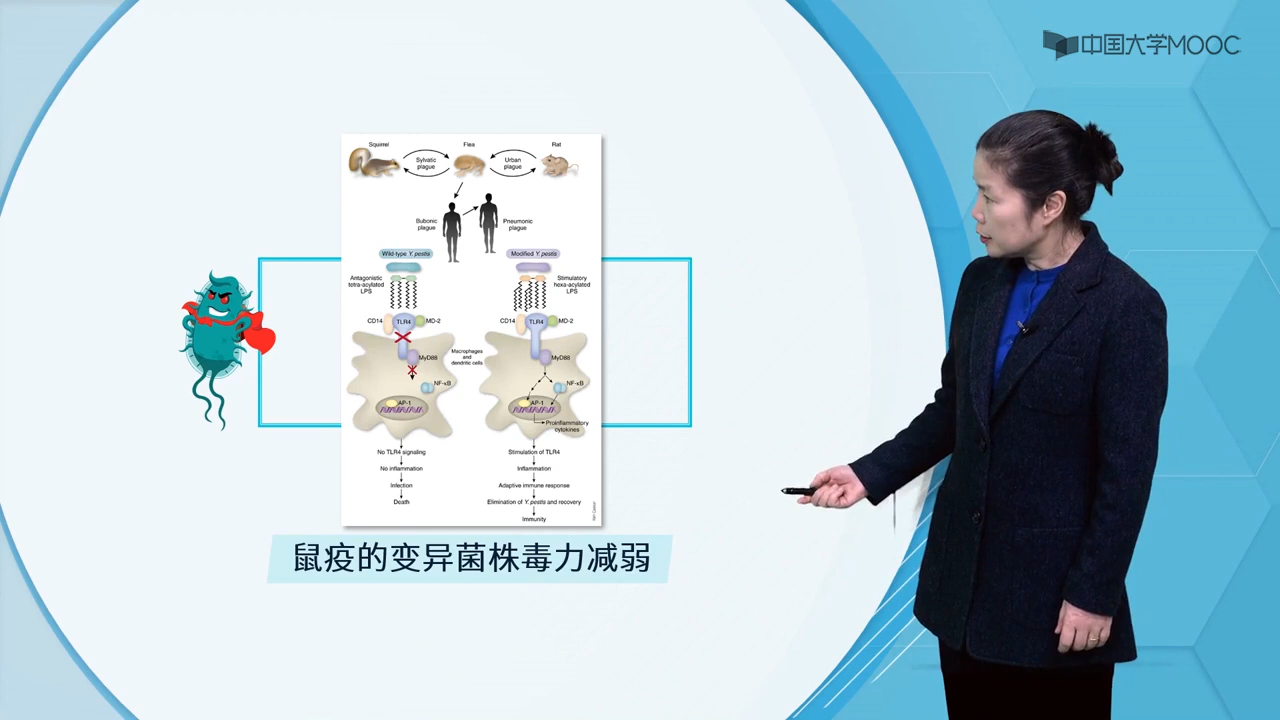 中国大学MOOC
Squirrel
Flea
Rat
Sylvatic
plague
Urban
plague
Bubonic
plague
Pneumonic
plague
Wild-type Y. pestis
Modified Y. pestis
Antagonistic
tetra-acylated
LPS
Stimulatory
hexa-acylated
LPS
CD14
TLR4
MD-2
CD14
TLR4
MD-2
MyD88
Macrophages
and
dendritic cells
MyD88
NF-κB
NF-κB
AP-1
AP-1
Proinflammatory
cytokines
No TLR4 signaling
No inflammation
Infection
Death
Stimulation of TLR4
Inflammation
Adaptive immune response
Elimination of Y. pestis and recovery
Immunity
鼠疫的变异菌株毒力减弱